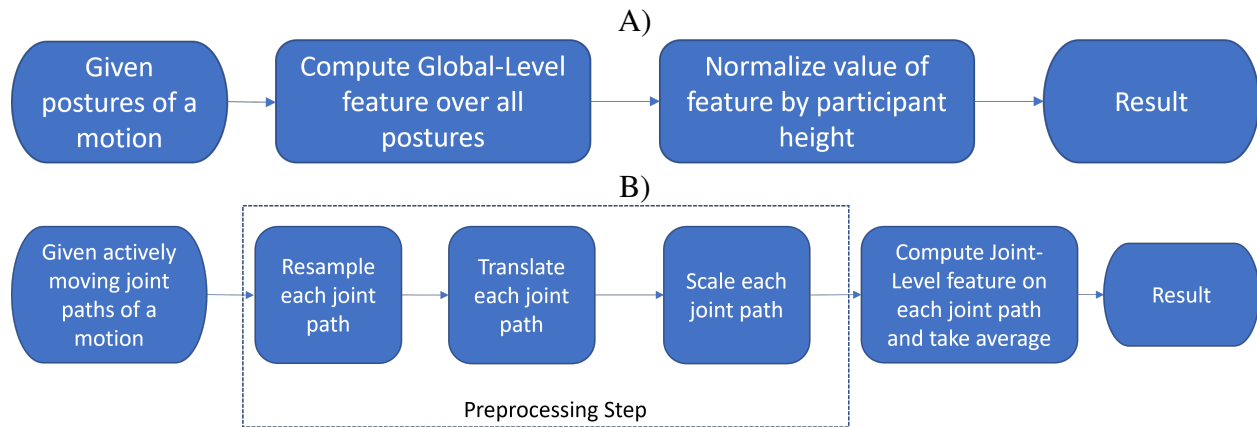 A)
Given
postures of a
motion
Compute Global-Level
feature over all
postures
Normalize value of
feature by participant
height
Result
B)
Given actively
moving joint
paths of a
motion
Resample
each joint
path
Translate
each joint
path
Scale each
joint path
Compute Joint-
Level feature on
each joint path
and take average
Result
Preprocessing Step